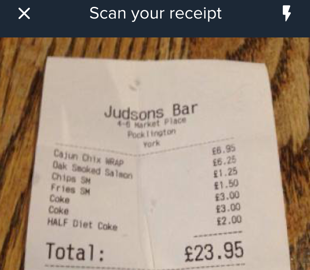 Scan your receipt
Judsons Bar
4-6 Market Place
Pocklington
York
Cajun Chix WRAP £6.95
Oak Smoked Salmon £6.25
Chips SM £1.25
Fries SM £1.50
Coke £3.00
Coke £3.00
HALF Diet Coke £2.00
Total: £23.95